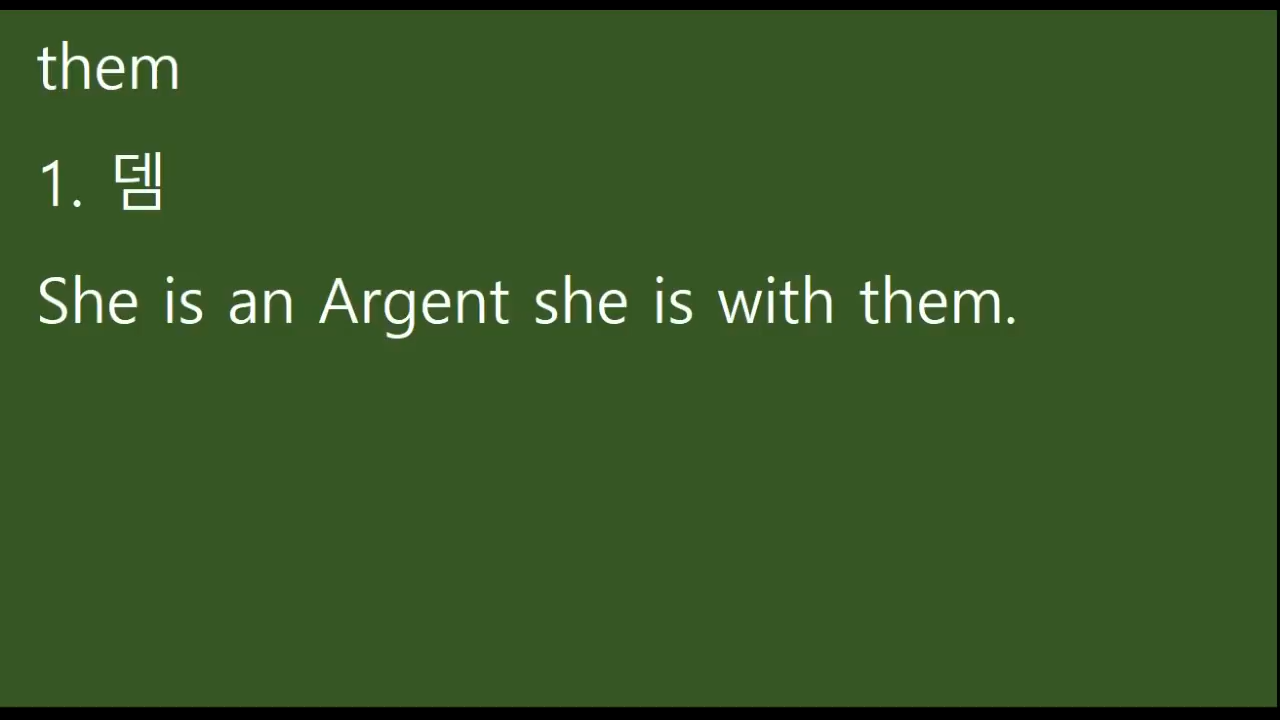 them
1. 뎀
She is an Argent she is with them.